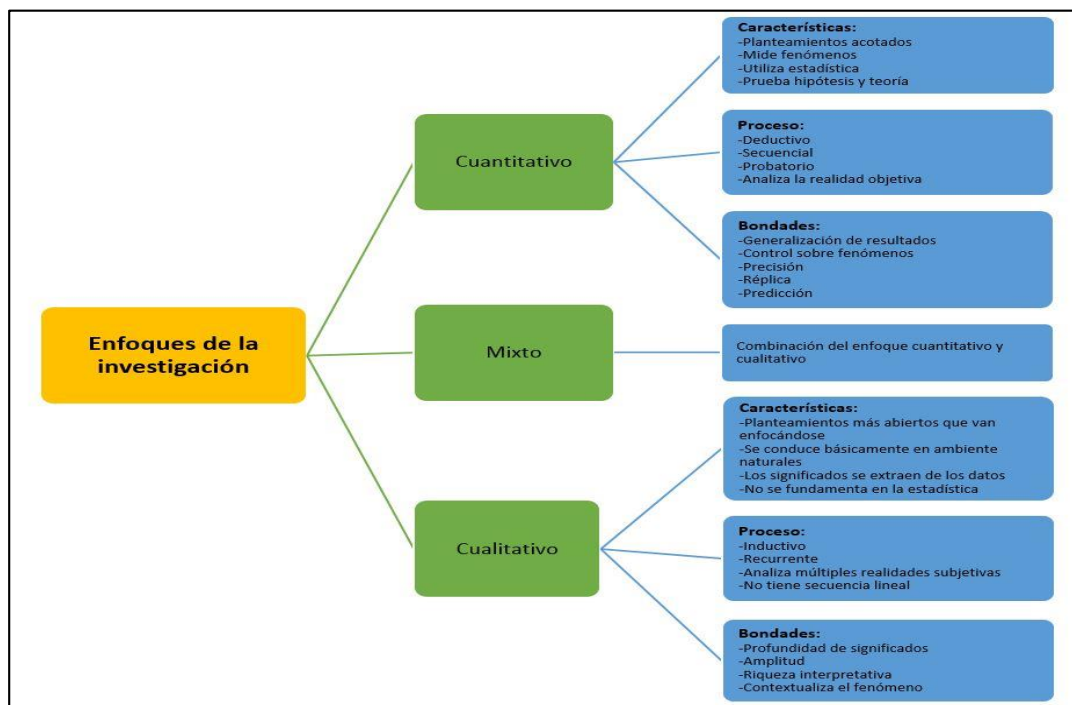 Enfoques de la
investigación
Cuantitativo
Características:
-Planteamientos acotados
-Mide fenómenos
-Utiliza estadística
-Prueba hipótesis y teoría
Proceso:
-Deductivo
-Secuencial
-Probatorio
-Analiza la realidad objetiva
Bondades:
-Generalización de resultados
-Control sobre fenómenos
-Precisión
-Réplica
-Predicción
Mixto
Combinación del enfoque cuantitativo y
cualitativo
Cualitativo
Características:
-Planteamientos más abiertos que van
enfocándose
-Se conduce básicamente en ambiente
naturales
-Los significados se extraen de los datos
-No se fundamenta en la estadística
Proceso:
-Inductivo
-Recurrente
-Analiza múltiples realidades subjetivas
-No tiene secuencia lineal
Bondades:
-Profundidad de significados
-Amplitud
-Riqueza interpretativa
-Contextualiza el fenómeno